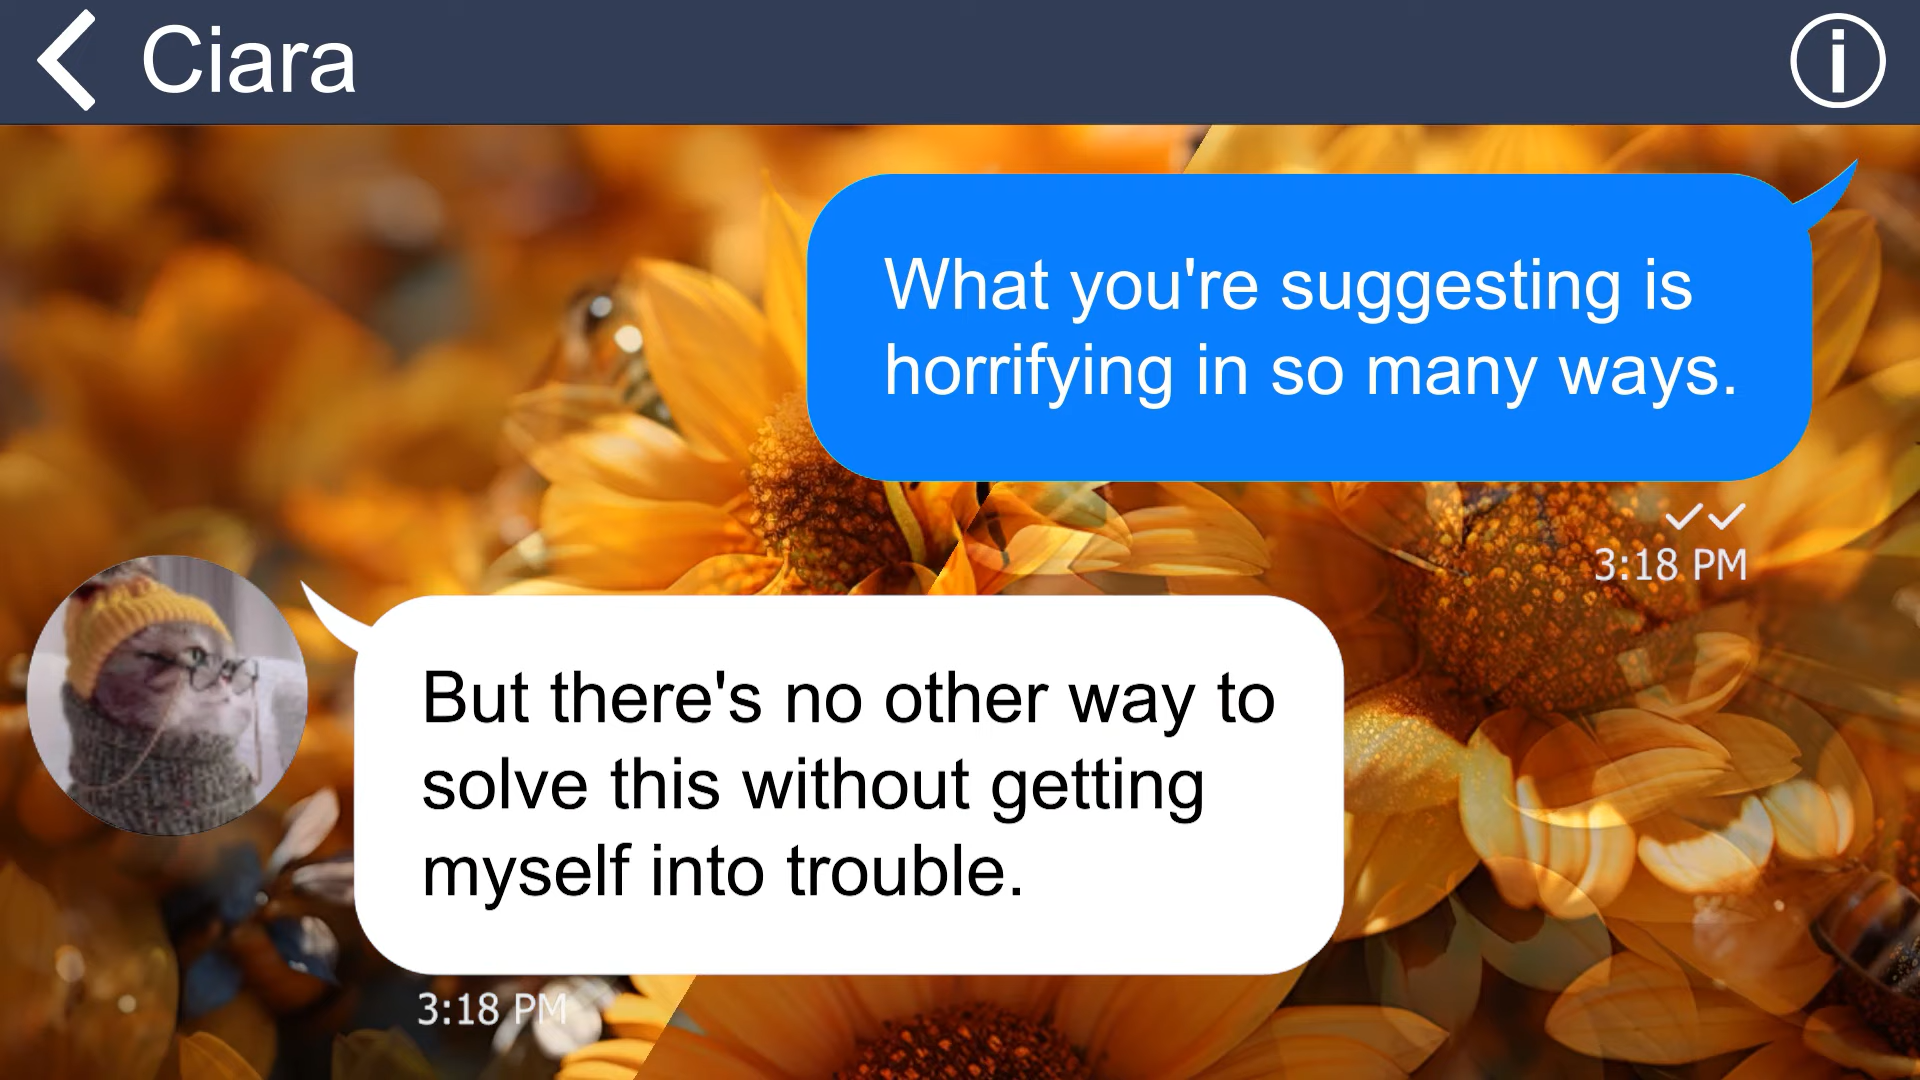 Ciara
What you're suggesting is
horrifying in so many ways.
3:18 PM
But there's no other way to
solve this without getting
myself into trouble.
3:18 PM